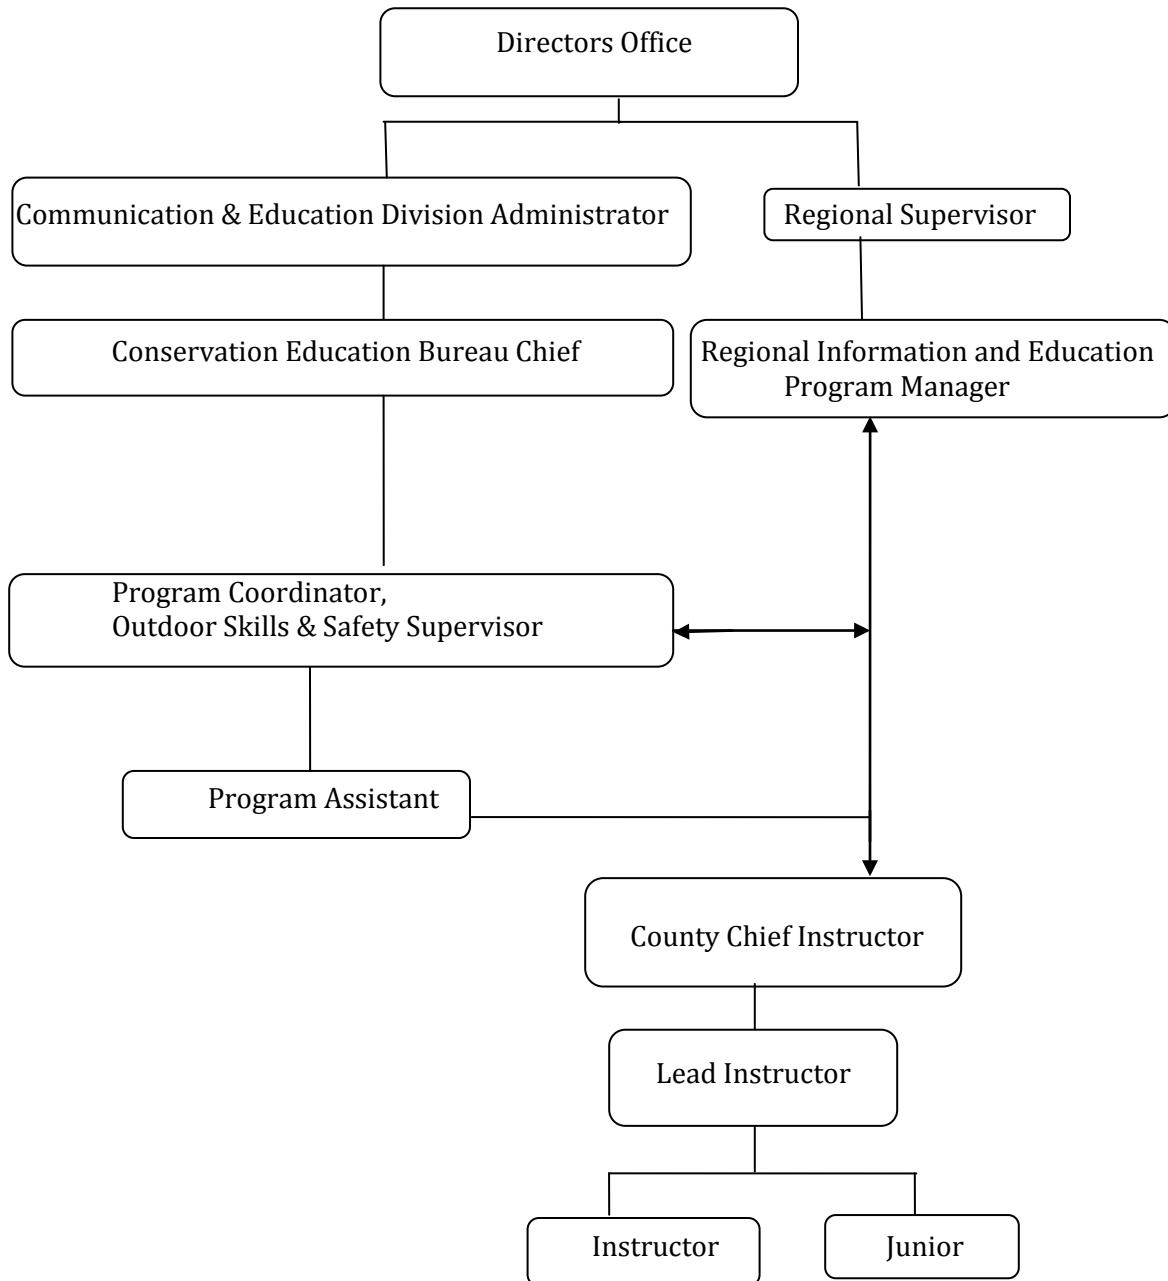 Directors Office
Communication & Education Division Administrator
Regional Supervisor
Conservation Education Bureau Chief
Regional Information and Education
Program Manager
Program Coordinator,
Outdoor Skills & Safety Supervisor
Program Assistant
County Chief Instructor
Lead Instructor
Instructor
Junior